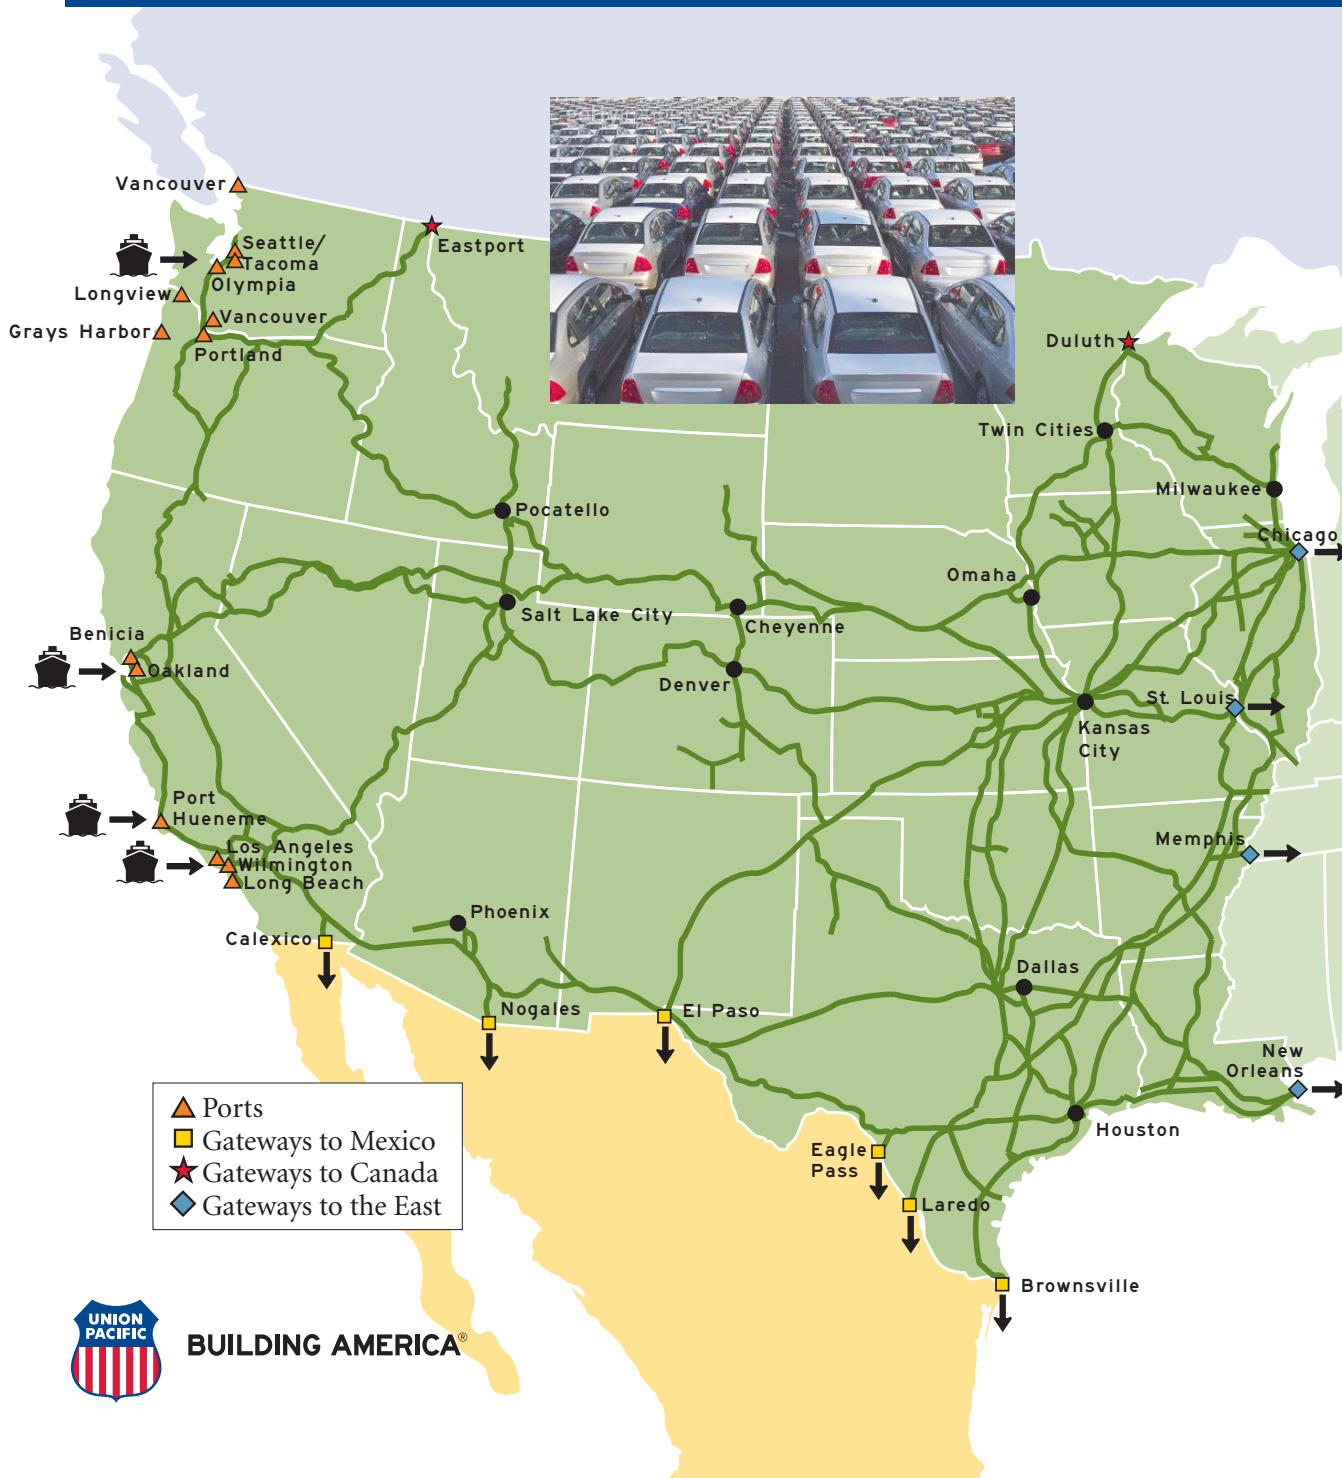 Vancouver
Seattle/
Tacoma
Olympia
Eastport
Longview
Vancouver
Grays Harbor
Portland
Duluth
Twin Cities
Milwaukee
Pocatello
Chicago
Omaha
Salt Lake City
Cheyenne
Benicia
Oakland
Denver
St. Louis
Kansas
City
Port
Hueneme
Los Angeles
Wilmington
Long Beach
Memphis
Phoenix
Calexico
Dallas
Nogales
El Paso
New
Orleans
Houston
Eagle
Pass
Laredo
Brownsville
Ports
Gateways to Mexico
Gateways to Canada
Gateways to the East
UNION
PACIFIC
BUILDING AMERICA®